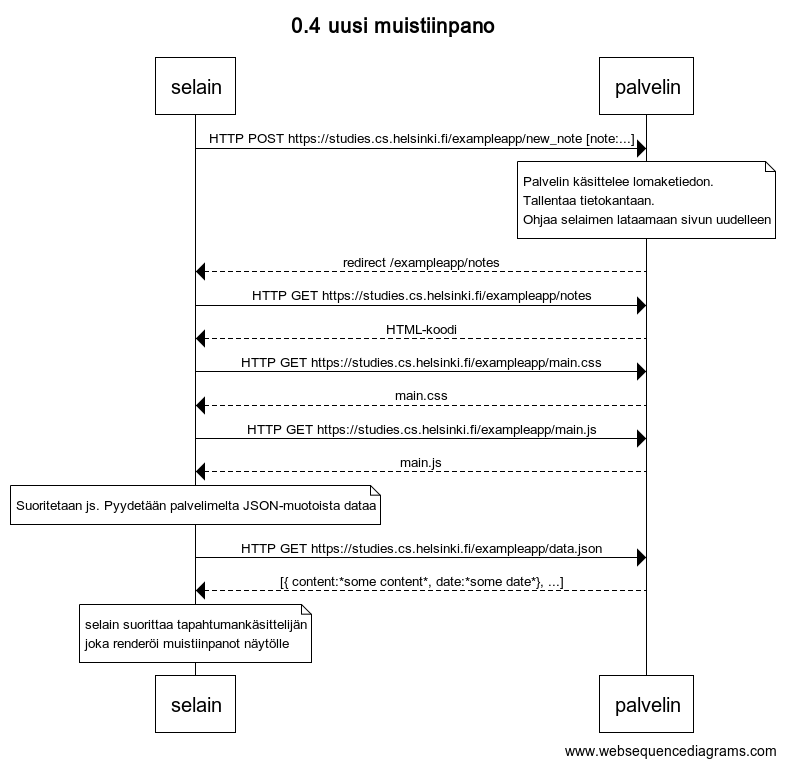 0.4 uusi muistiinpano
selain
palvelin
HTTP POST https://studies.cs.helsinki.fi/exampleapp/new_note [note:...]
Palvelin käsittelee lomaketiedon.
Tallentaa tietokantaan.
Ohjaa selaimen lataamaan sivun uudelleen
redirect /exampleapp/notes
HTTP GET https://studies.cs.helsinki.fi/exampleapp/notes
HTML-koodi
HTTP GET https://studies.cs.helsinki.fi/exampleapp/main.css
main.css
HTTP GET https://studies.cs.helsinki.fi/exampleapp/main.js
main.js
Suoritetaan js. Pyydetään palvelimelta JSON-muotoista dataa
HTTP GET https://studies.cs.helsinki.fi/exampleapp/data.json
[{ content:*some content*, date:*some date*}, ...]
selain suorittaa tapahtumankäsittelijän
joka renderöi muistiinpanot näytölle
selain
palvelin
www.websequencediagrams.com